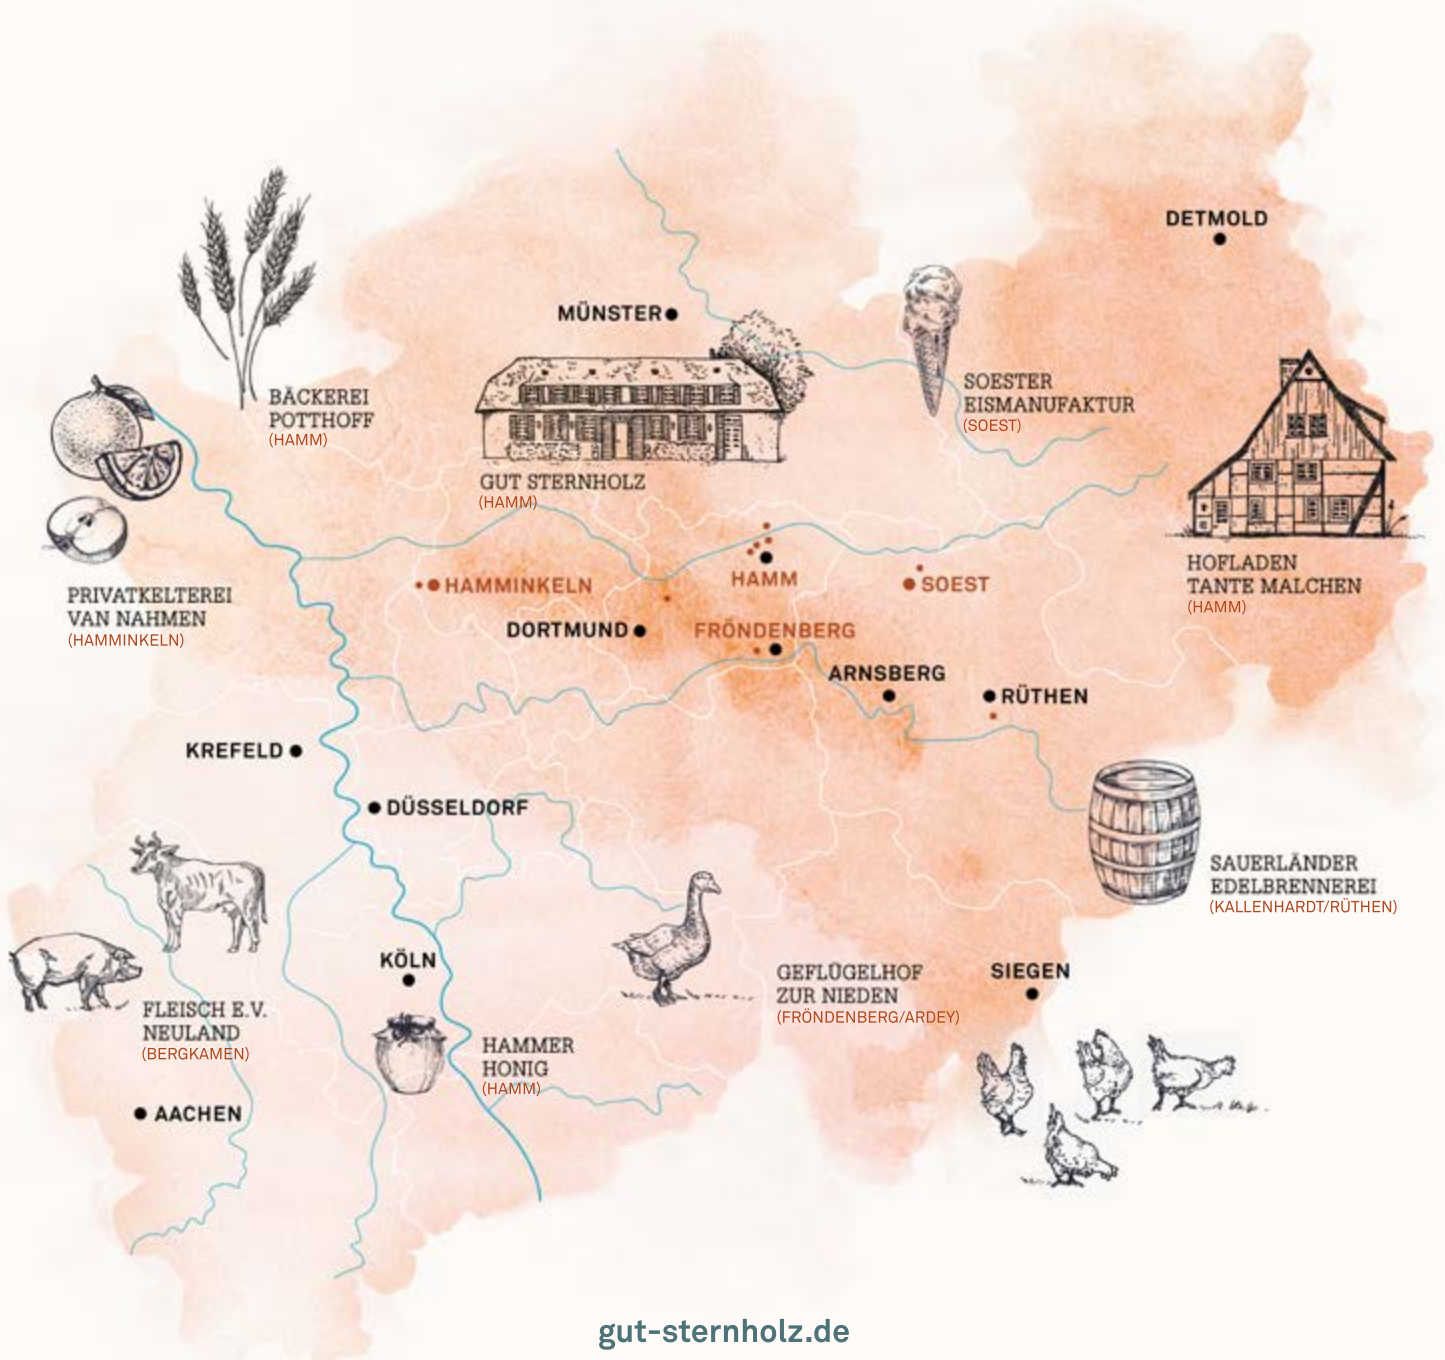 DETMOLD
MÜNSTER
BÄCKEREI
POTTHOFF
(HAMM)
SOESTER
EISMANUFAKTUR
(SOEST)
GUT STERNHOLZ
(HAMM)
HOFLADEN
TANTE MALCHEN
(HAMM)
PRIVATKELTEREI
VAN NAHMEN
(HAMMINKELN)
HAMMINKELN
HAMM
SOEST
DORTMUND
FRÖNDENBERG
ARNSBERG
RÜTHEN
KREFELD
DÜSSELDORF
SAUERLÄNDER
EDELBRENNEREI
(KALLENHARDT/RÜTHEN)
KÖLN
GEFLÜGELHOF
ZUR NIEDEN
(FRÖNDENBERG/ARDEY)
SIEGEN
FLEISCH E.V.
NEULAND
(BERGKAMEN)
HAMMER
HONIG
(HAMM)
AACHEN
gut-sternholz.de